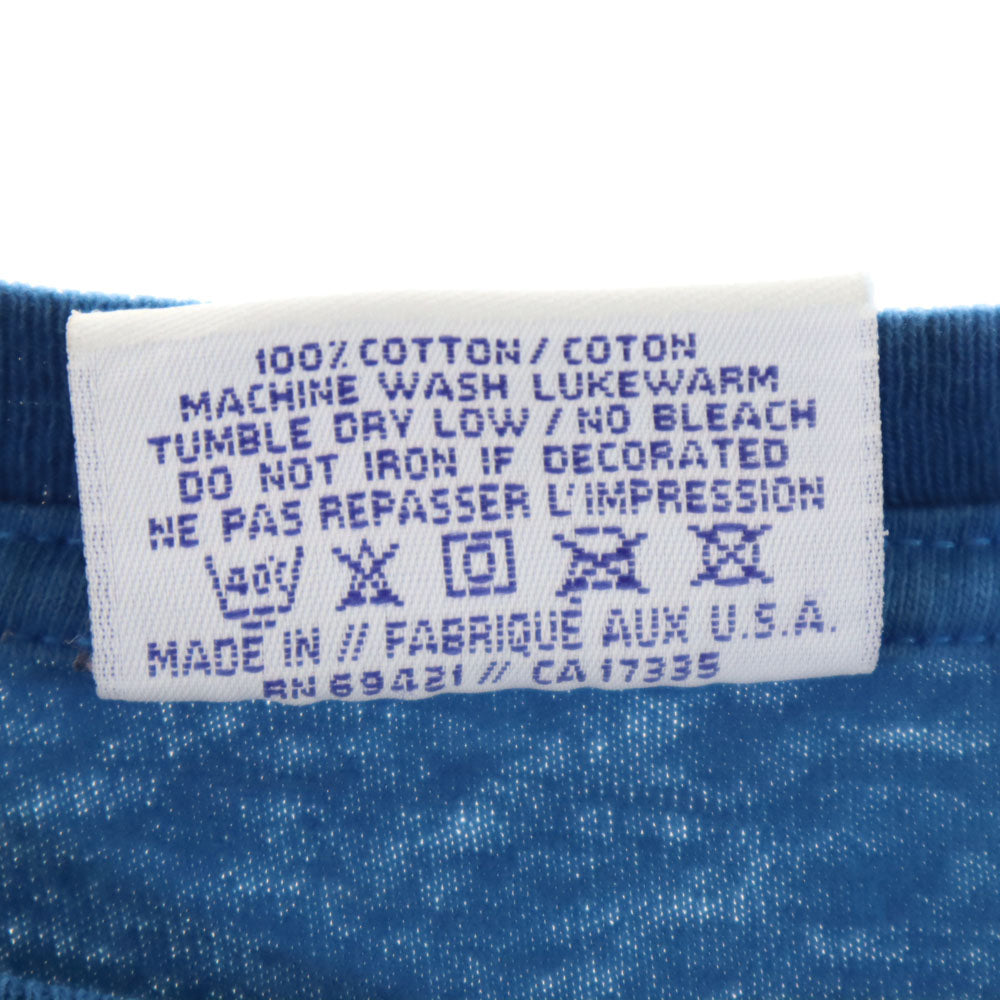 100% COTTON / COTON
MACHINE WASH LUKEWARM
TUMBLE DRY LOW / NO BLEACH
DO NOT IRON IF DECORATED
NE PAS REPASSER L'IMPRESSION
40C
MADE IN // FABRIQUÉ AUX U.S.A.
RN 69421 // CA 17335